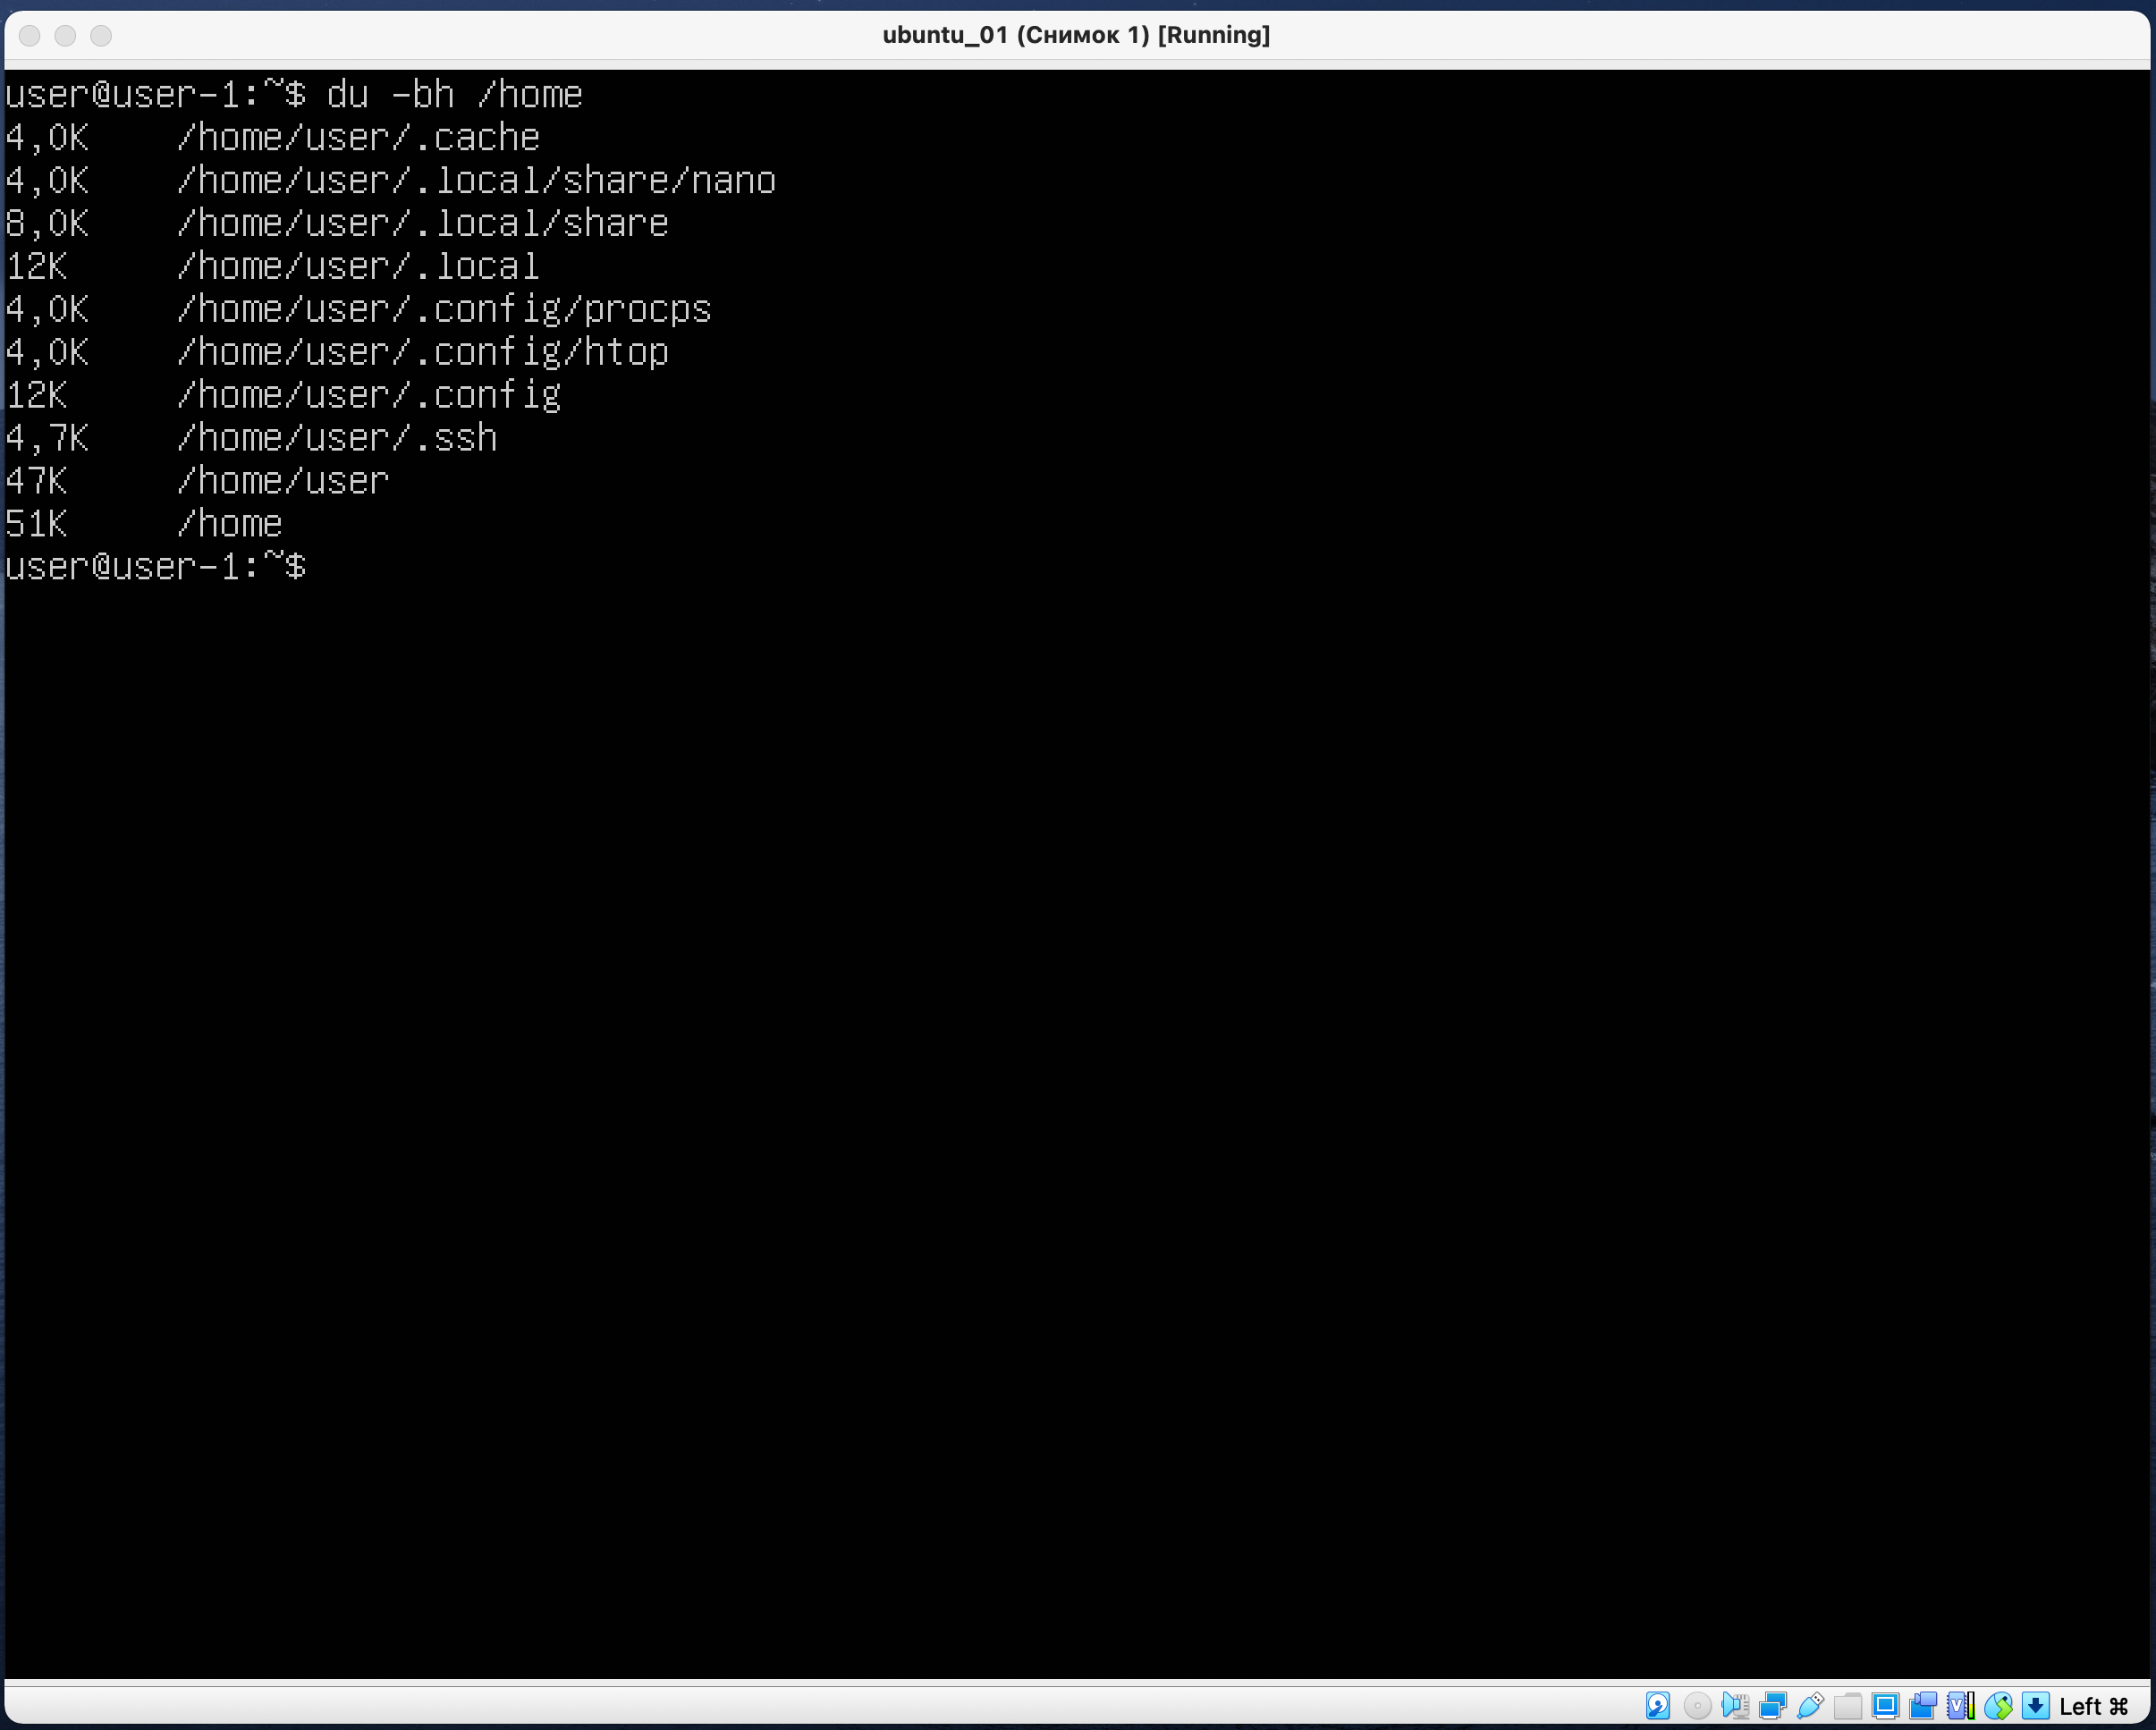 ubuntu_01 (Снимок 1) [Running]
user@user-1:~$ du -bh /home
4,0K    /home/user/.cache
4,0K    /home/user/.local/share/nano
8,0K    /home/user/.local/share
12K     /home/user/.local
4,0K    /home/user/.config/procps
4,0K    /home/user/.config/htop
12K     /home/user/.config
4,7K    /home/user/.ssh
47K     /home/user
51K     /home
user@user-1:~$
Left ⌘